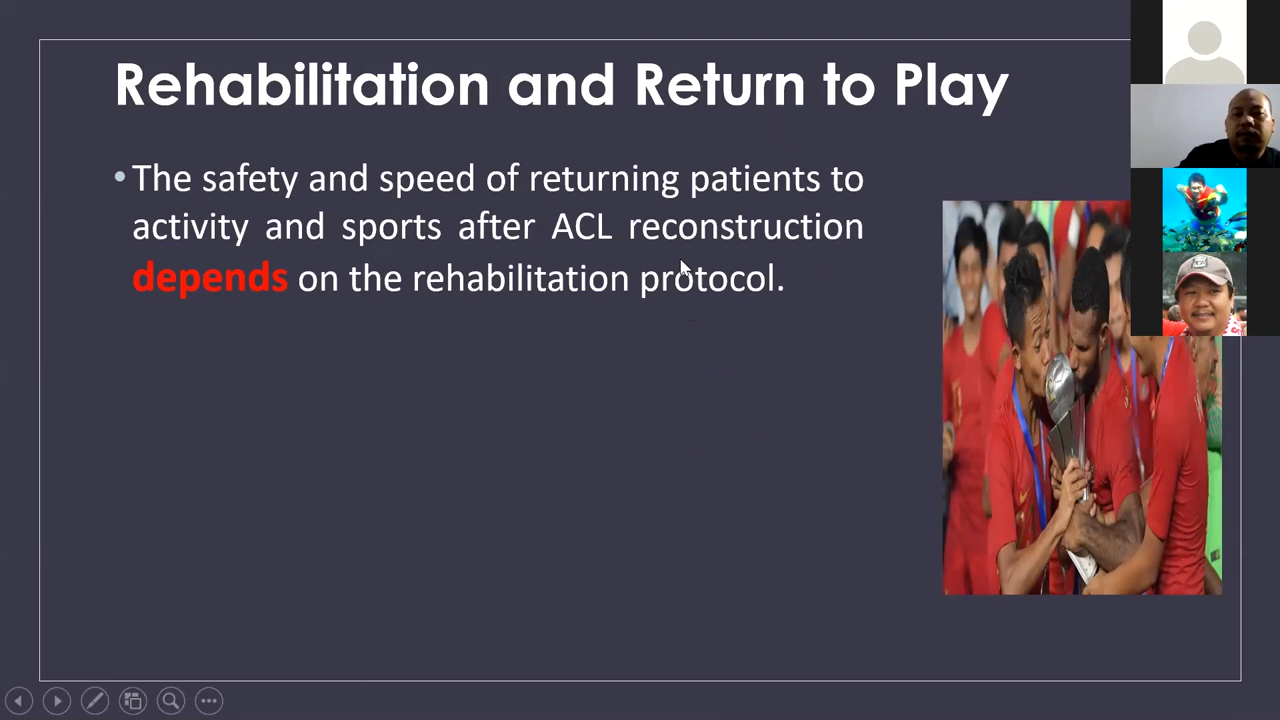 Rehabilitation and Return to Play
• The safety and speed of returning patients to
activity and sports after ACL reconstruction
depends on the rehabilitation protocol.